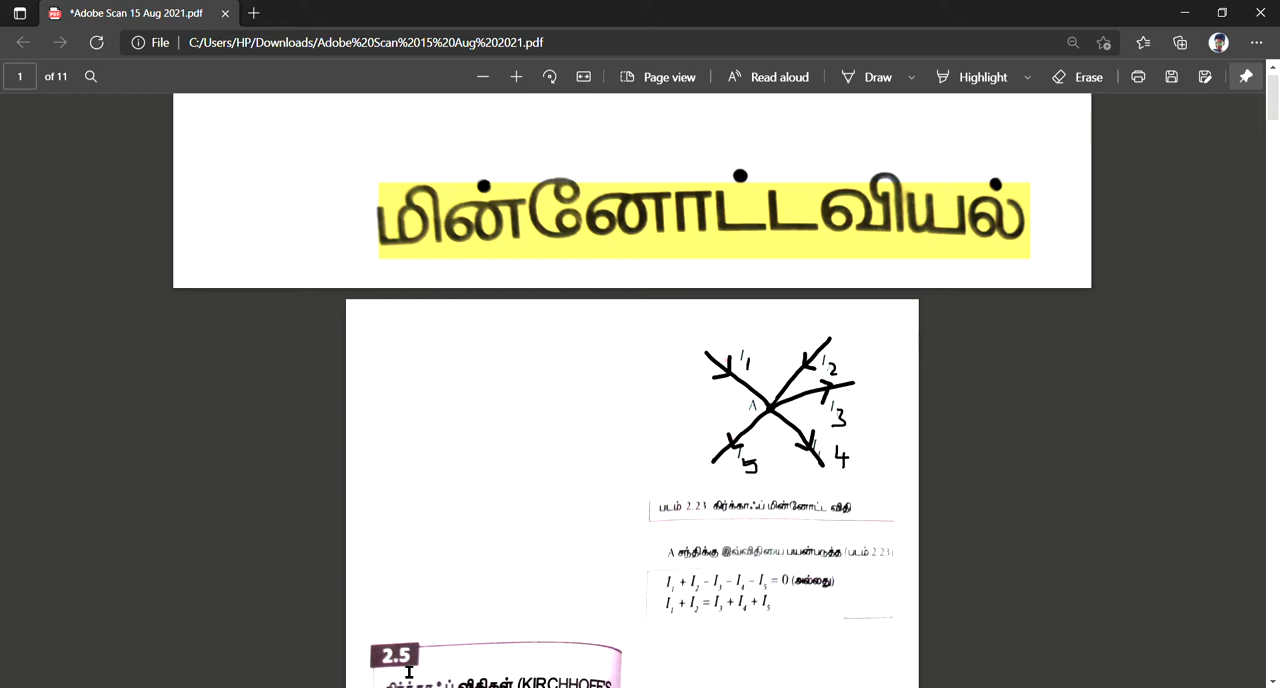 *Adobe Scan 15 Aug 2021.pdf
File C:/Users/HP/Downloads/Adobe%20Scan%2015%20Aug%202021.pdf
1 of 11 Page view Read aloud Draw Highlight Erase
மின்னோட்டவியல்
I1 I2
A
I3
I5 I4
படம் 2.23 கிர்க்காஃப் மின்னோட்ட விதி
A சந்திக்கு இவ்விதியை பயன்படுத்த (படம் 2.23)
I₁ + I₂ – I₃ – I₄ – I₅ = 0 (அல்லது)
I₁ + I₂ = I₃ + I₄ + I₅
2.5
கிர்க்காஃப் விதிகள் (KIRCHHOFF'S